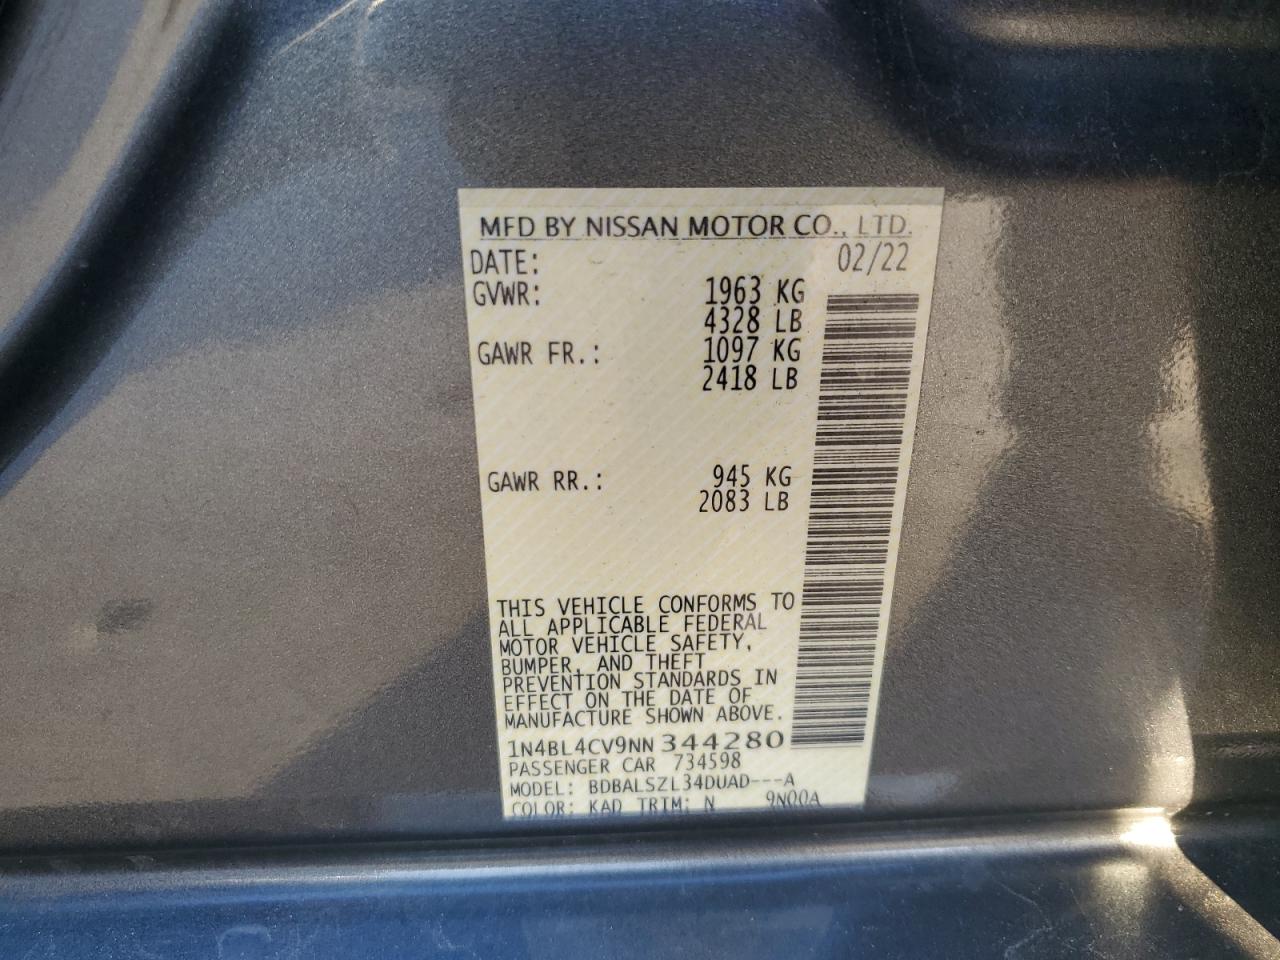 MFD BY NISSAN MOTOR CO., LTD.
DATE: 02/22
GVWR: 1963 KG
4328 LB
GAWR FR.: 1097 KG
2418 LB
GAWR RR.: 945 KG
2083 LB
THIS VEHICLE CONFORMS TO
ALL APPLICABLE FEDERAL
MOTOR VEHICLE SAFETY,
BUMPER, AND THEFT
PREVENTION STANDARDS IN
EFFECT ON THE DATE OF
MANUFACTURE SHOWN ABOVE.
1N4BL4CV9NN344280
PASSENGER CAR 734598
MODEL: BDBALSZL34DUAD---A
COLOR: KAD TRIM: N 9N00A